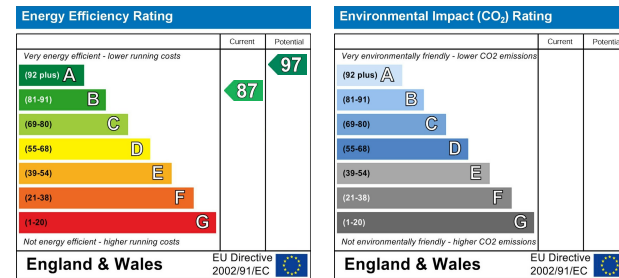 Energy Efficiency Rating
Current Potential
Very energy efficient - lower running costs
(92 plus) A
97
(81-91) B
87
(69-80) C
(55-68) D
(39-54) E
(21-38) F
(1-20) G
Not energy efficient - higher running costs
England & Wales
EU Directive
2002/91/EC
Environmental Impact (CO₂) Rating
Current Potentia
Very environmentally friendly - lower CO2 emissions
(92 plus) A
(81-91) B
(69-80) C
(55-68) D
(39-54) E
(21-38) F
(1-20) G
Not environmentally friendly - higher CO2 emissions
England & Wales
EU Directive
2002/91/EC